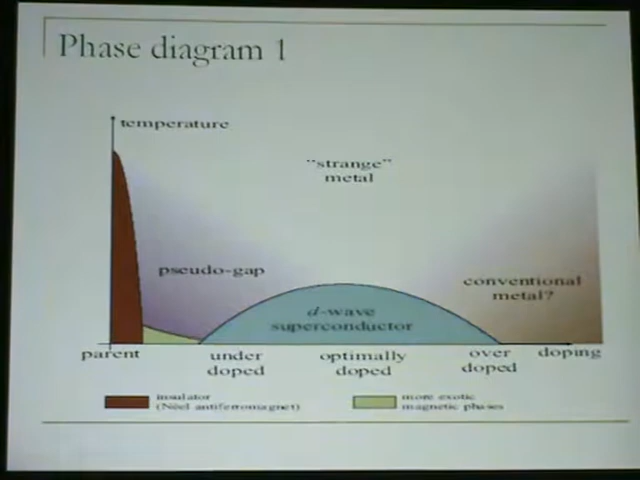 Phase diagram 1
temperature
"strange"
metal
pseudo-gap
conventional
metal?
d-wave
superconductor
parent
under
doped
optimally
doped
over
doped
doping
insulator
(Néel antiferromagnet)
more exotic
magnetic phases